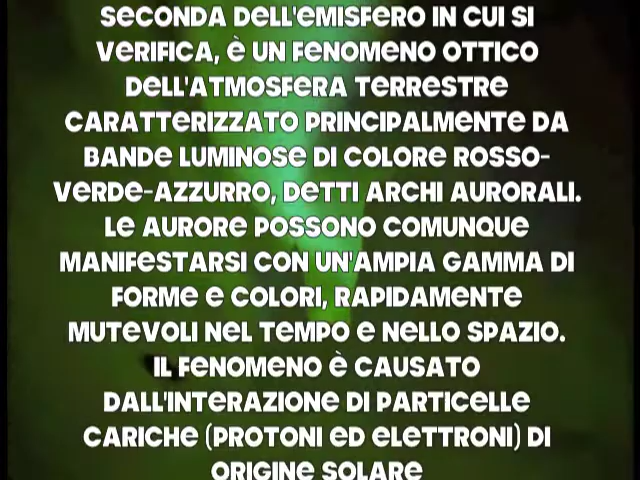 SECONDA DELL'EMISFERO IN CUI SI
VERIFICA, È UN FENOMENO OTTICO
DELL'ATMOSFERA TERRESTRE
CARATTERIZZATO PRINCIPALMENTE DA
BANDE LUMINOSE DI COLORE ROSSO-
VERDE-AZZURRO, DETTI ARCHI AURORALI.
LE AURORE POSSONO COMUNQUE
MANIFESTARSI CON UN'AMPIA GAMMA DI
FORME E COLORI, RAPIDAMENTE
MUTEVOLI NEL TEMPO E NELLO SPAZIO.
IL FENOMENO È CAUSATO
DALL'INTERAZIONE DI PARTICELLE
CARICHE (PROTONI ED ELETTRONI) DI
ORIGINE SOLARE